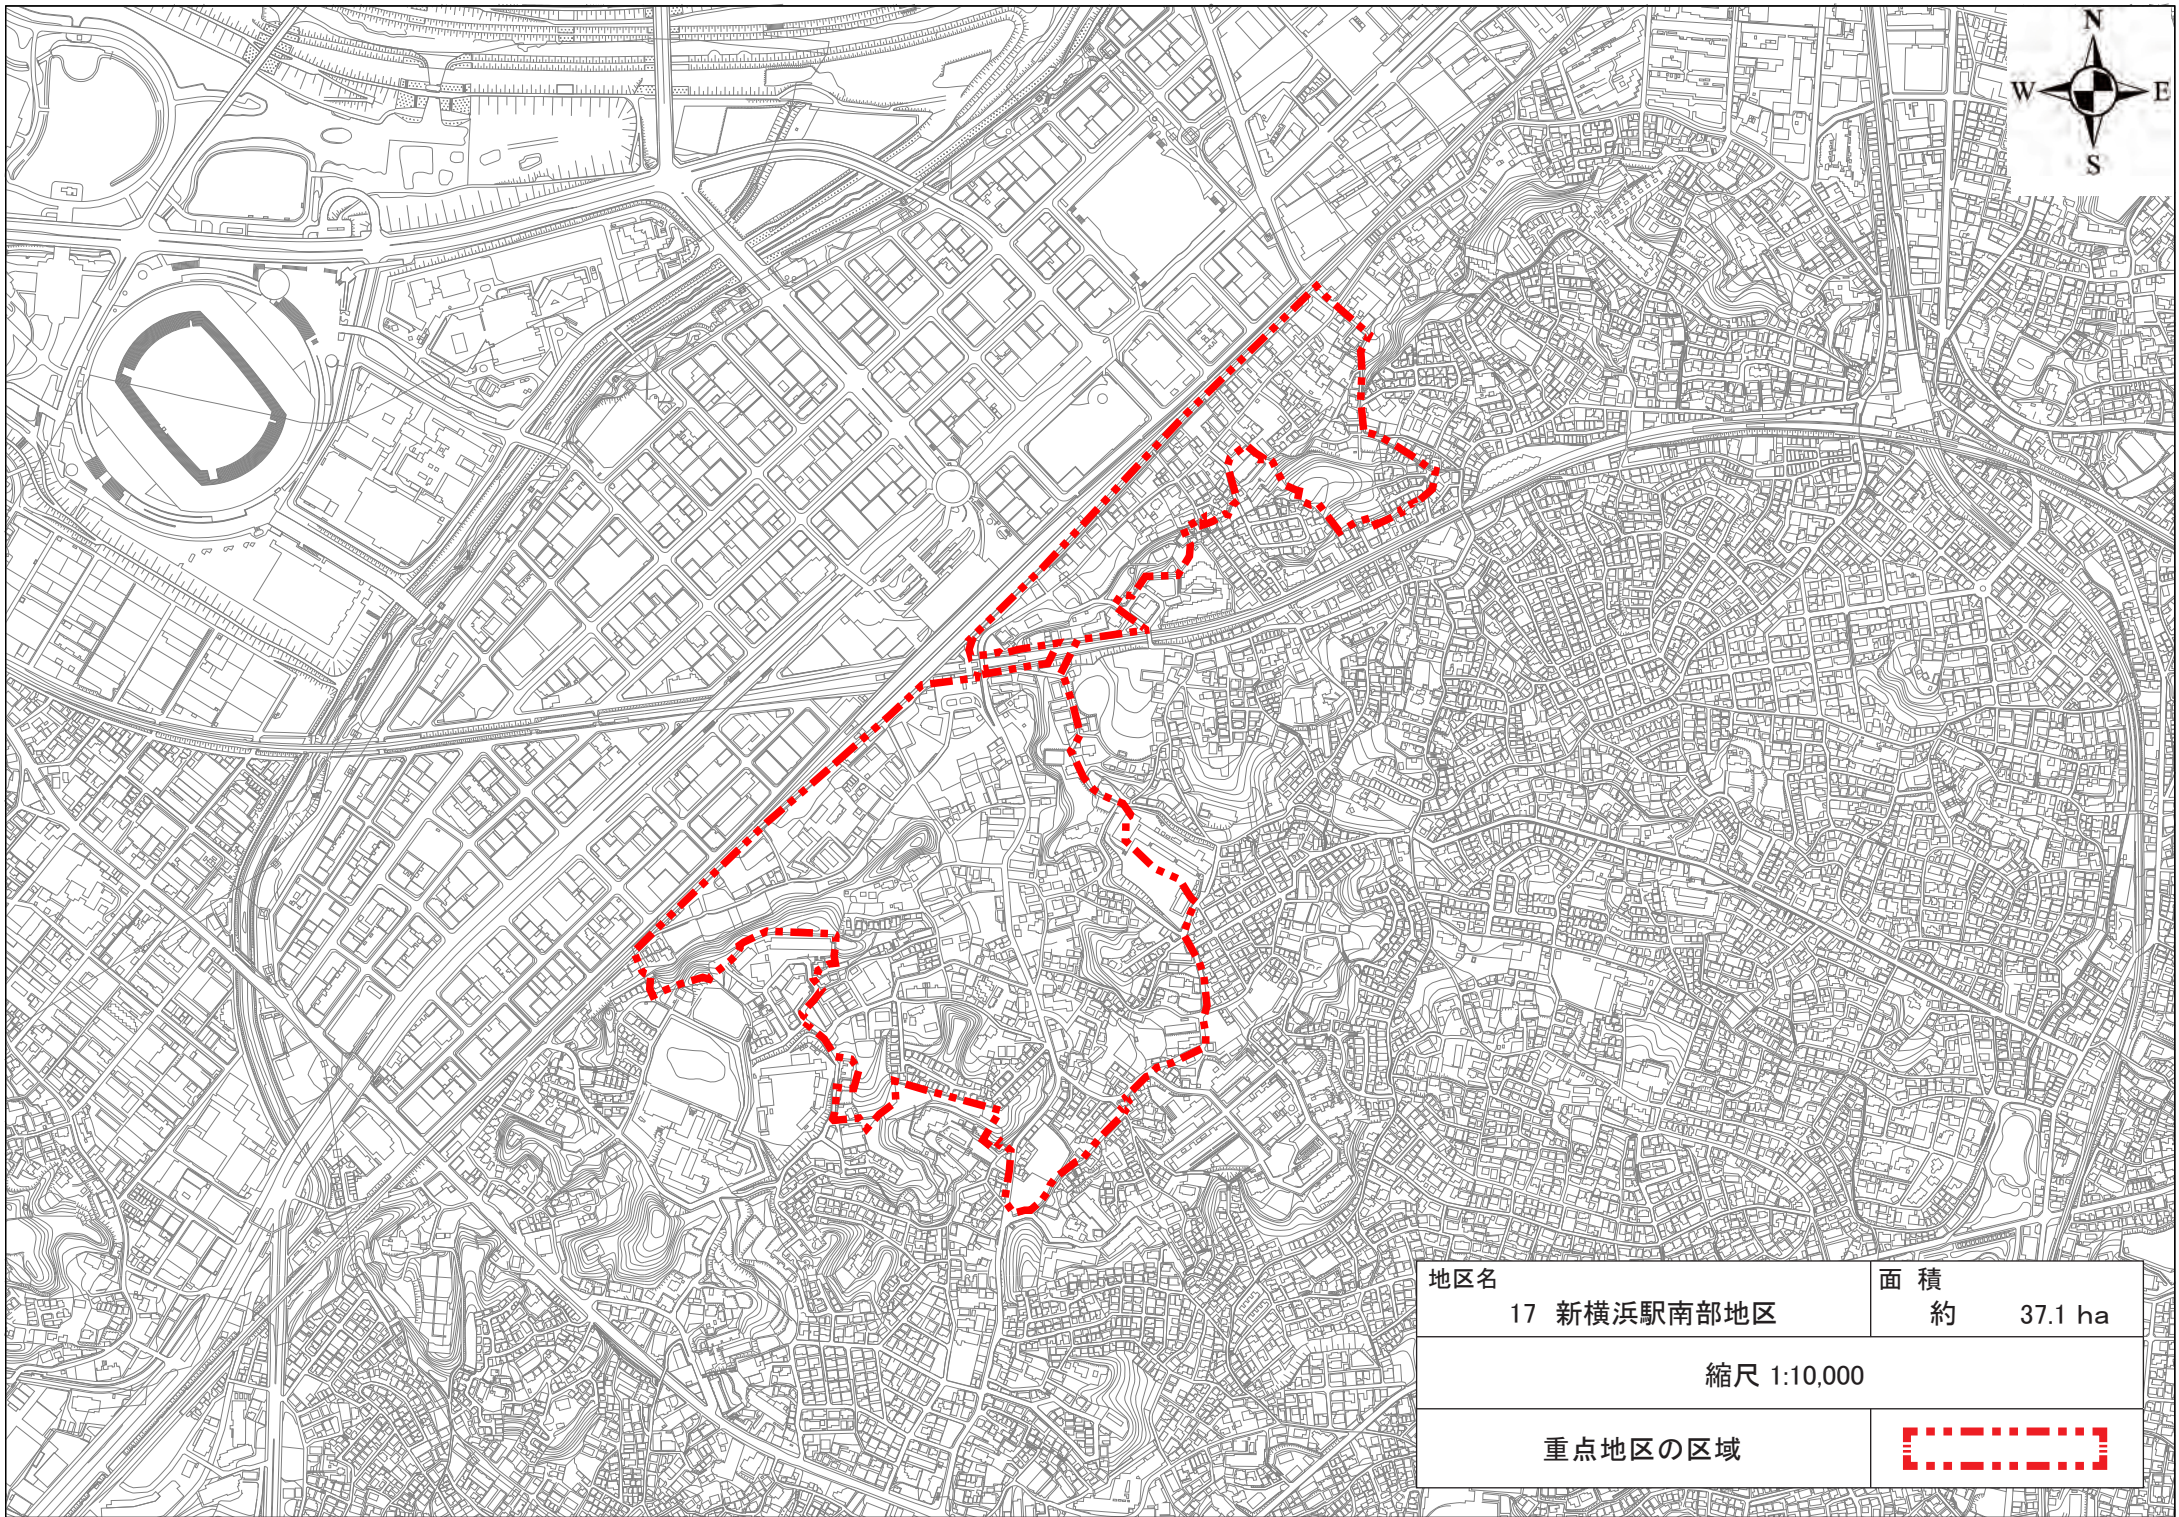 N
W E
S
地区名
17 新横浜駅南部地区
面 積
約 37.1 ha
縮尺 1:10,000
重点地区の区域